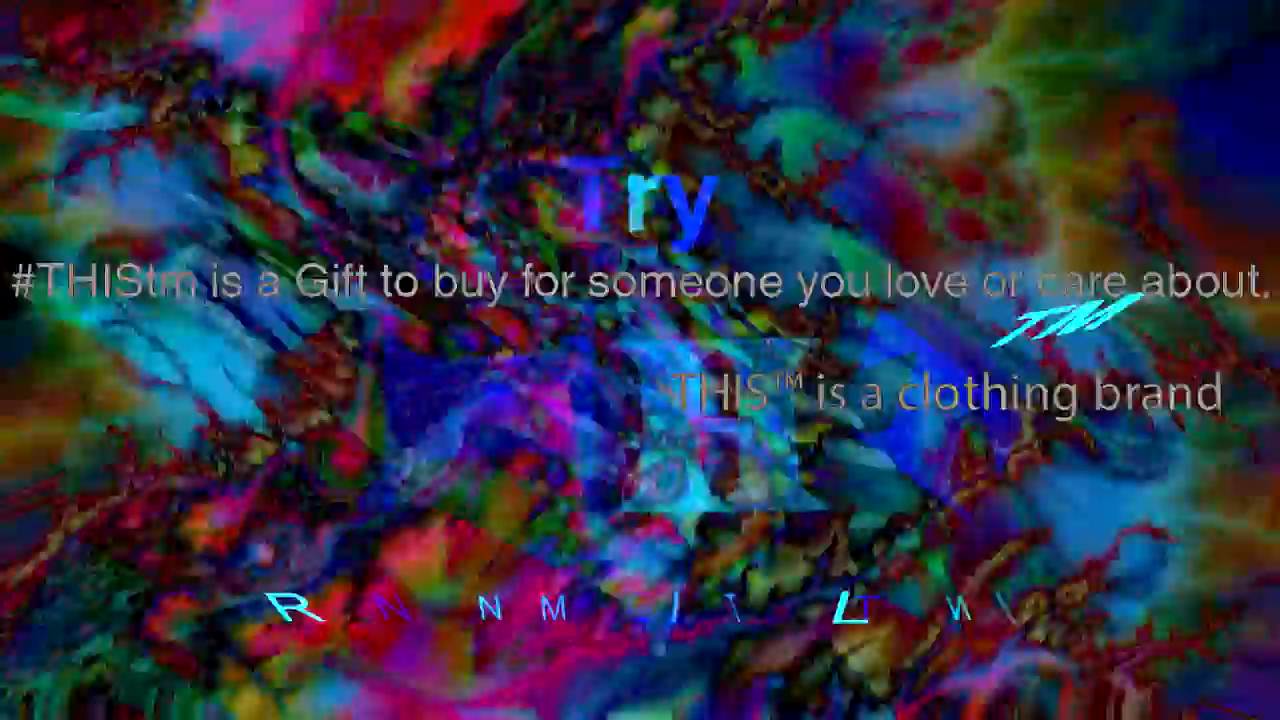 Try
#THIStm is a Gift to buy for someone you love or care about.
TM
THIS™ is a clothing brand
R N N M I T L T W \